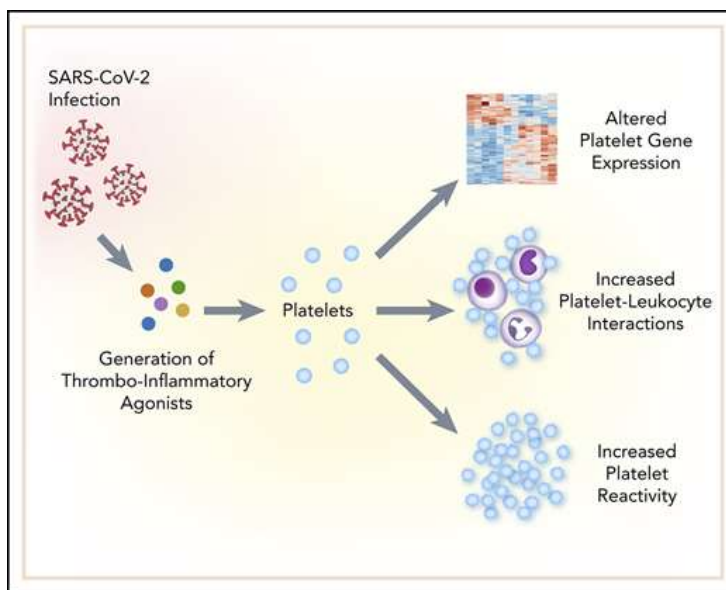 SARS-CoV-2
Infection
Generation of
Thrombo-Inflammatory
Agonists
Platelets
Altered
Platelet Gene
Expression
Increased
Platelet-Leukocyte
Interactions
Increased
Platelet
Reactivity